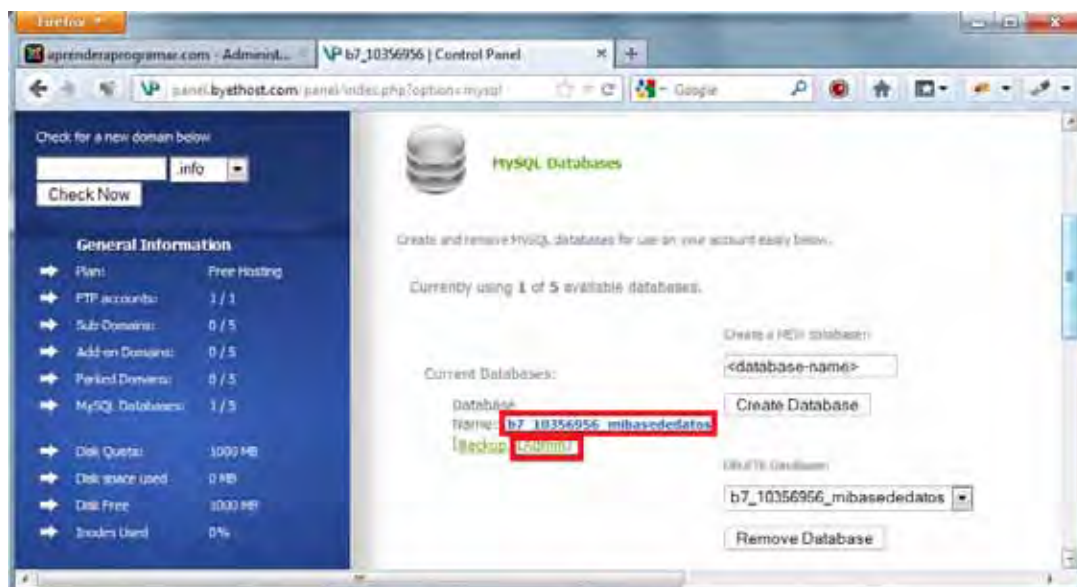 Firefox
aprenderaprogramar.com - Administ...
b7_10356956 | Control Panel
panel.byethost.com/panel/index.php?option=mysql
Google
Check for a new domain below
.info
Check Now
General Information
Plan: Free Hosting
FTP accounts: 1 / 1
Sub Domains: 0 / 5
Add-on Domains: 0 / 5
Parked Domains: 0 / 5
MySQL Databases: 1 / 5
Disk Quota: 1000 MB
Disk space used 0 MB
Disk Free 1000 MB
Inodes Used 0%
MySQL Databases
Create and remove MySQL databases for use on your account easily below.
Currently using 1 of 5 available databases.
Current Databases:
Database
Name: b7_10356956_mibasededatos
[Backup] [Admin]
Create a NEW database:
<database-name>
Create Database
DELETE Database:
b7_10356956_mibasededatos
Remove Database